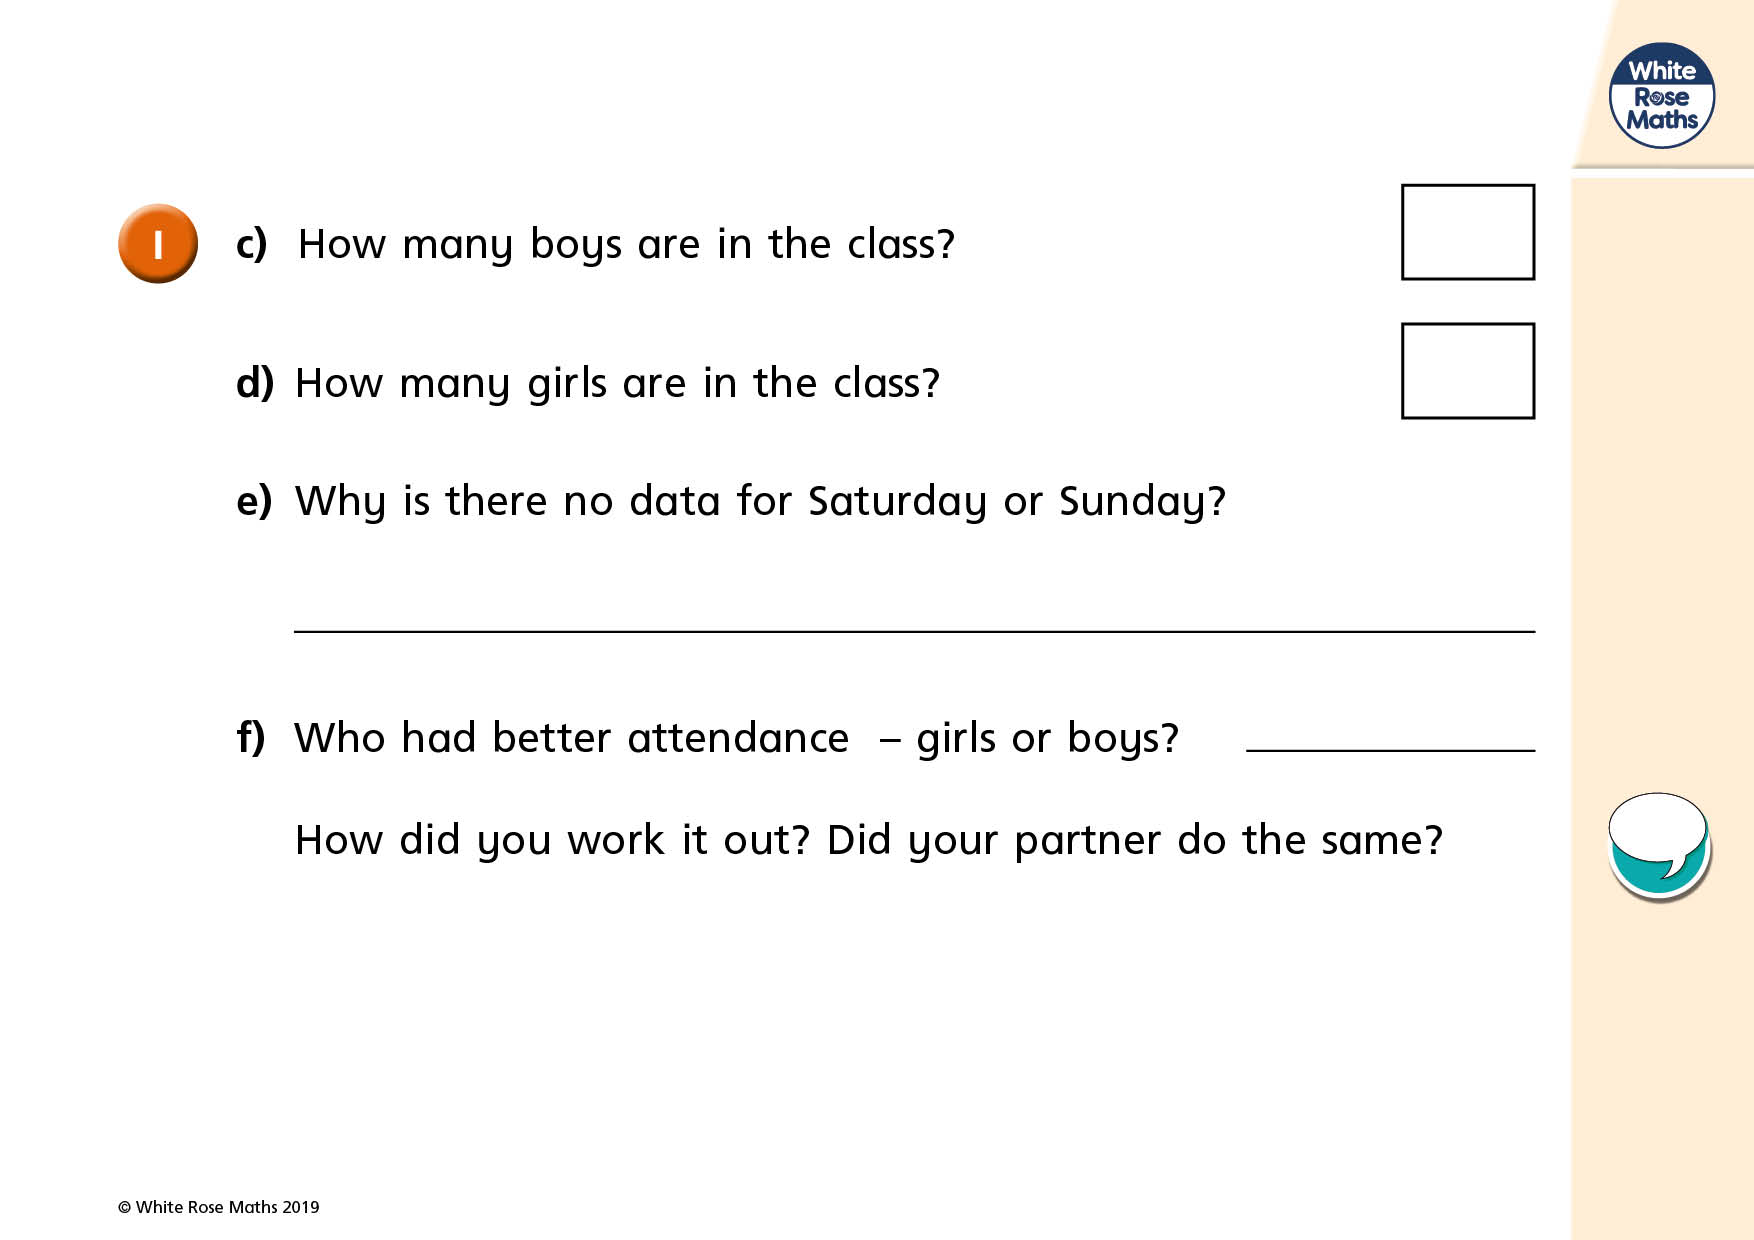 White
Rose
Maths
1 c) How many boys are in the class?
d) How many girls are in the class?
e) Why is there no data for Saturday or Sunday?
f) Who had better attendance – girls or boys?
How did you work it out? Did your partner do the same?
© White Rose Maths 2019